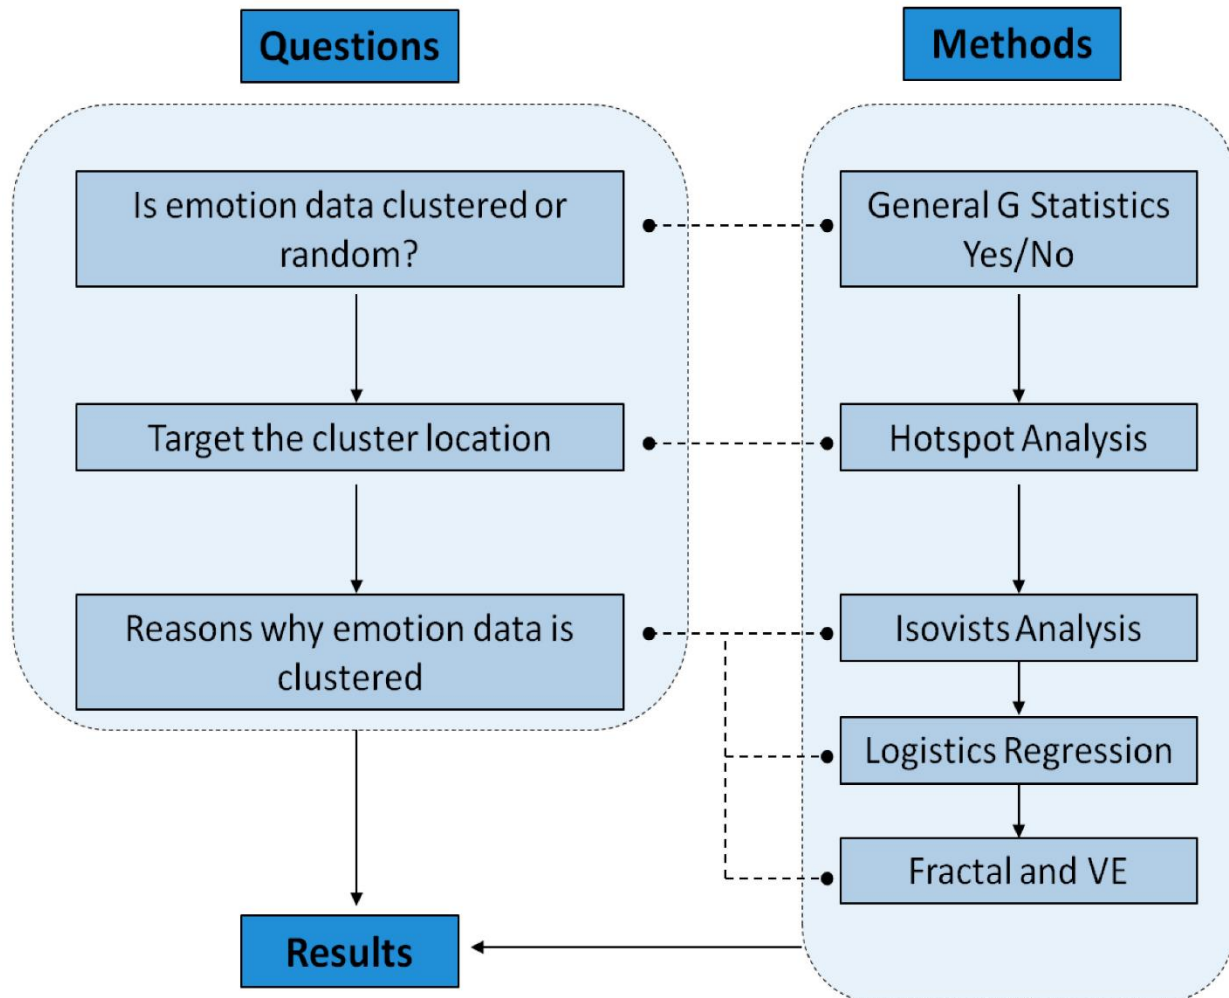 Questions
Methods
Is emotion data clustered or
random?
General G Statistics
Yes/No
Target the cluster location
Hotspot Analysis
Reasons why emotion data is
clustered
Isovists Analysis
Logistics Regression
Fractal and VE
Results